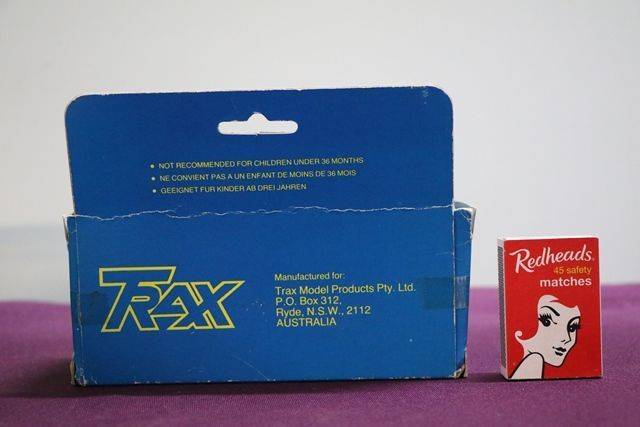 • NOT RECOMMENDED FOR CHILDREN UNDER 36 MONTHS
• NE CONVIENT PAS A UN ENFANT DE MOINS DE 36 MOIS
• GEEIGNET FUR KINDER AB DREI JAHREN
TRAX
Manufactured for:
Trax Model Products Pty. Ltd.
P.O. Box 312,
Ryde, N.S.W., 2112
AUSTRALIA
Redheads
45 safety
matches